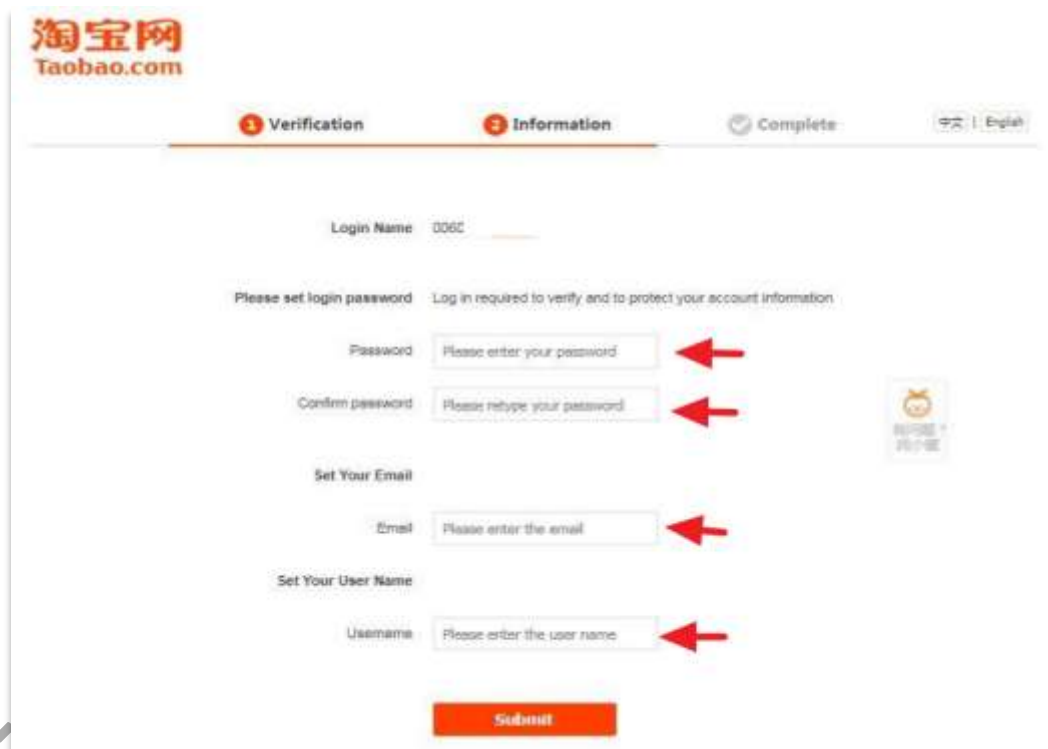 淘宝网
Taobao.com
1 Verification
2 Information
Complete
中文 | English
Login Name 0060
Please set login password Log in required to verify and to protect your account information
Password Please enter your password
Confirm password Please retype your password
Set Your Email
Email Please enter the email
Set Your User Name
Username Please enter the user name
Submit